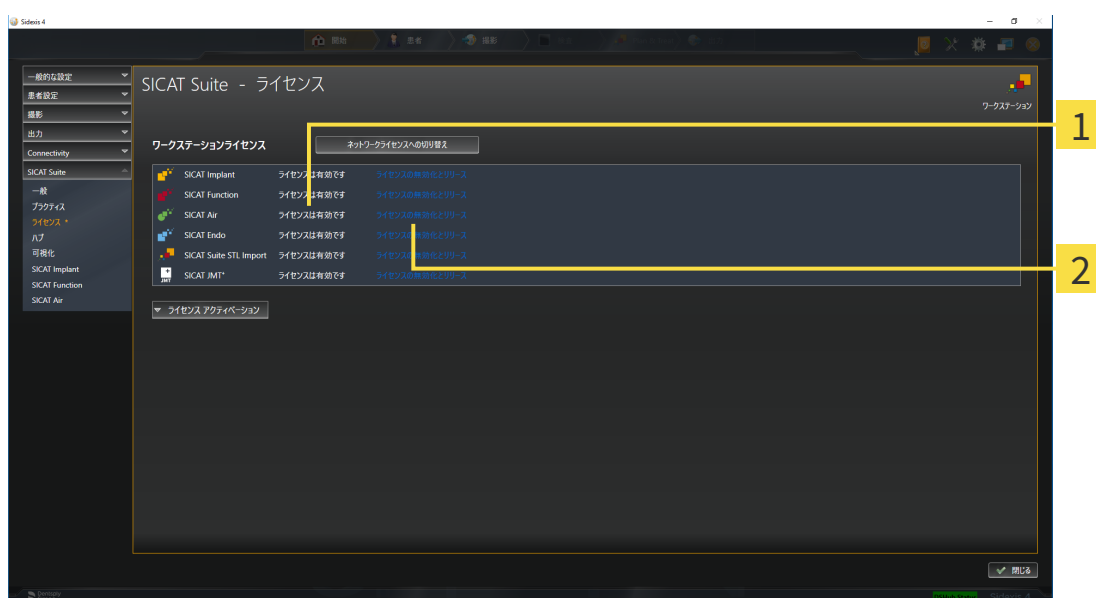 Sidexis 4
開始 患者 撮影
一般的な設定
患者設定
撮影
出力
Connectivity
SICAT Suite
一般
プラクティス
ライセンス *
ハブ
可視化
SICAT Implant
SICAT Function
SICAT Air
SICAT Suite - ライセンス
ワークステーション
ワークステーションライセンス
ネットワークライセンスへの切り替え
SICAT Implant ライセンスは有効です ライセンスの無効化とリリース
SICAT Function ライセンスは有効です ライセンスの無効化とリリース
SICAT Air ライセンスは有効です ライセンスの無効化とリリース
SICAT Endo ライセンスは有効です ライセンスの無効化とリリース
SICAT Suite STL Import ライセンスは有効です ライセンスの無効化とリリース
JMT SICAT JMT⁺ ライセンスは有効です ライセンスの無効化とリリース
ライセンス アクティベーション
1
2
閉じる
Dentsply
Sidexis 4